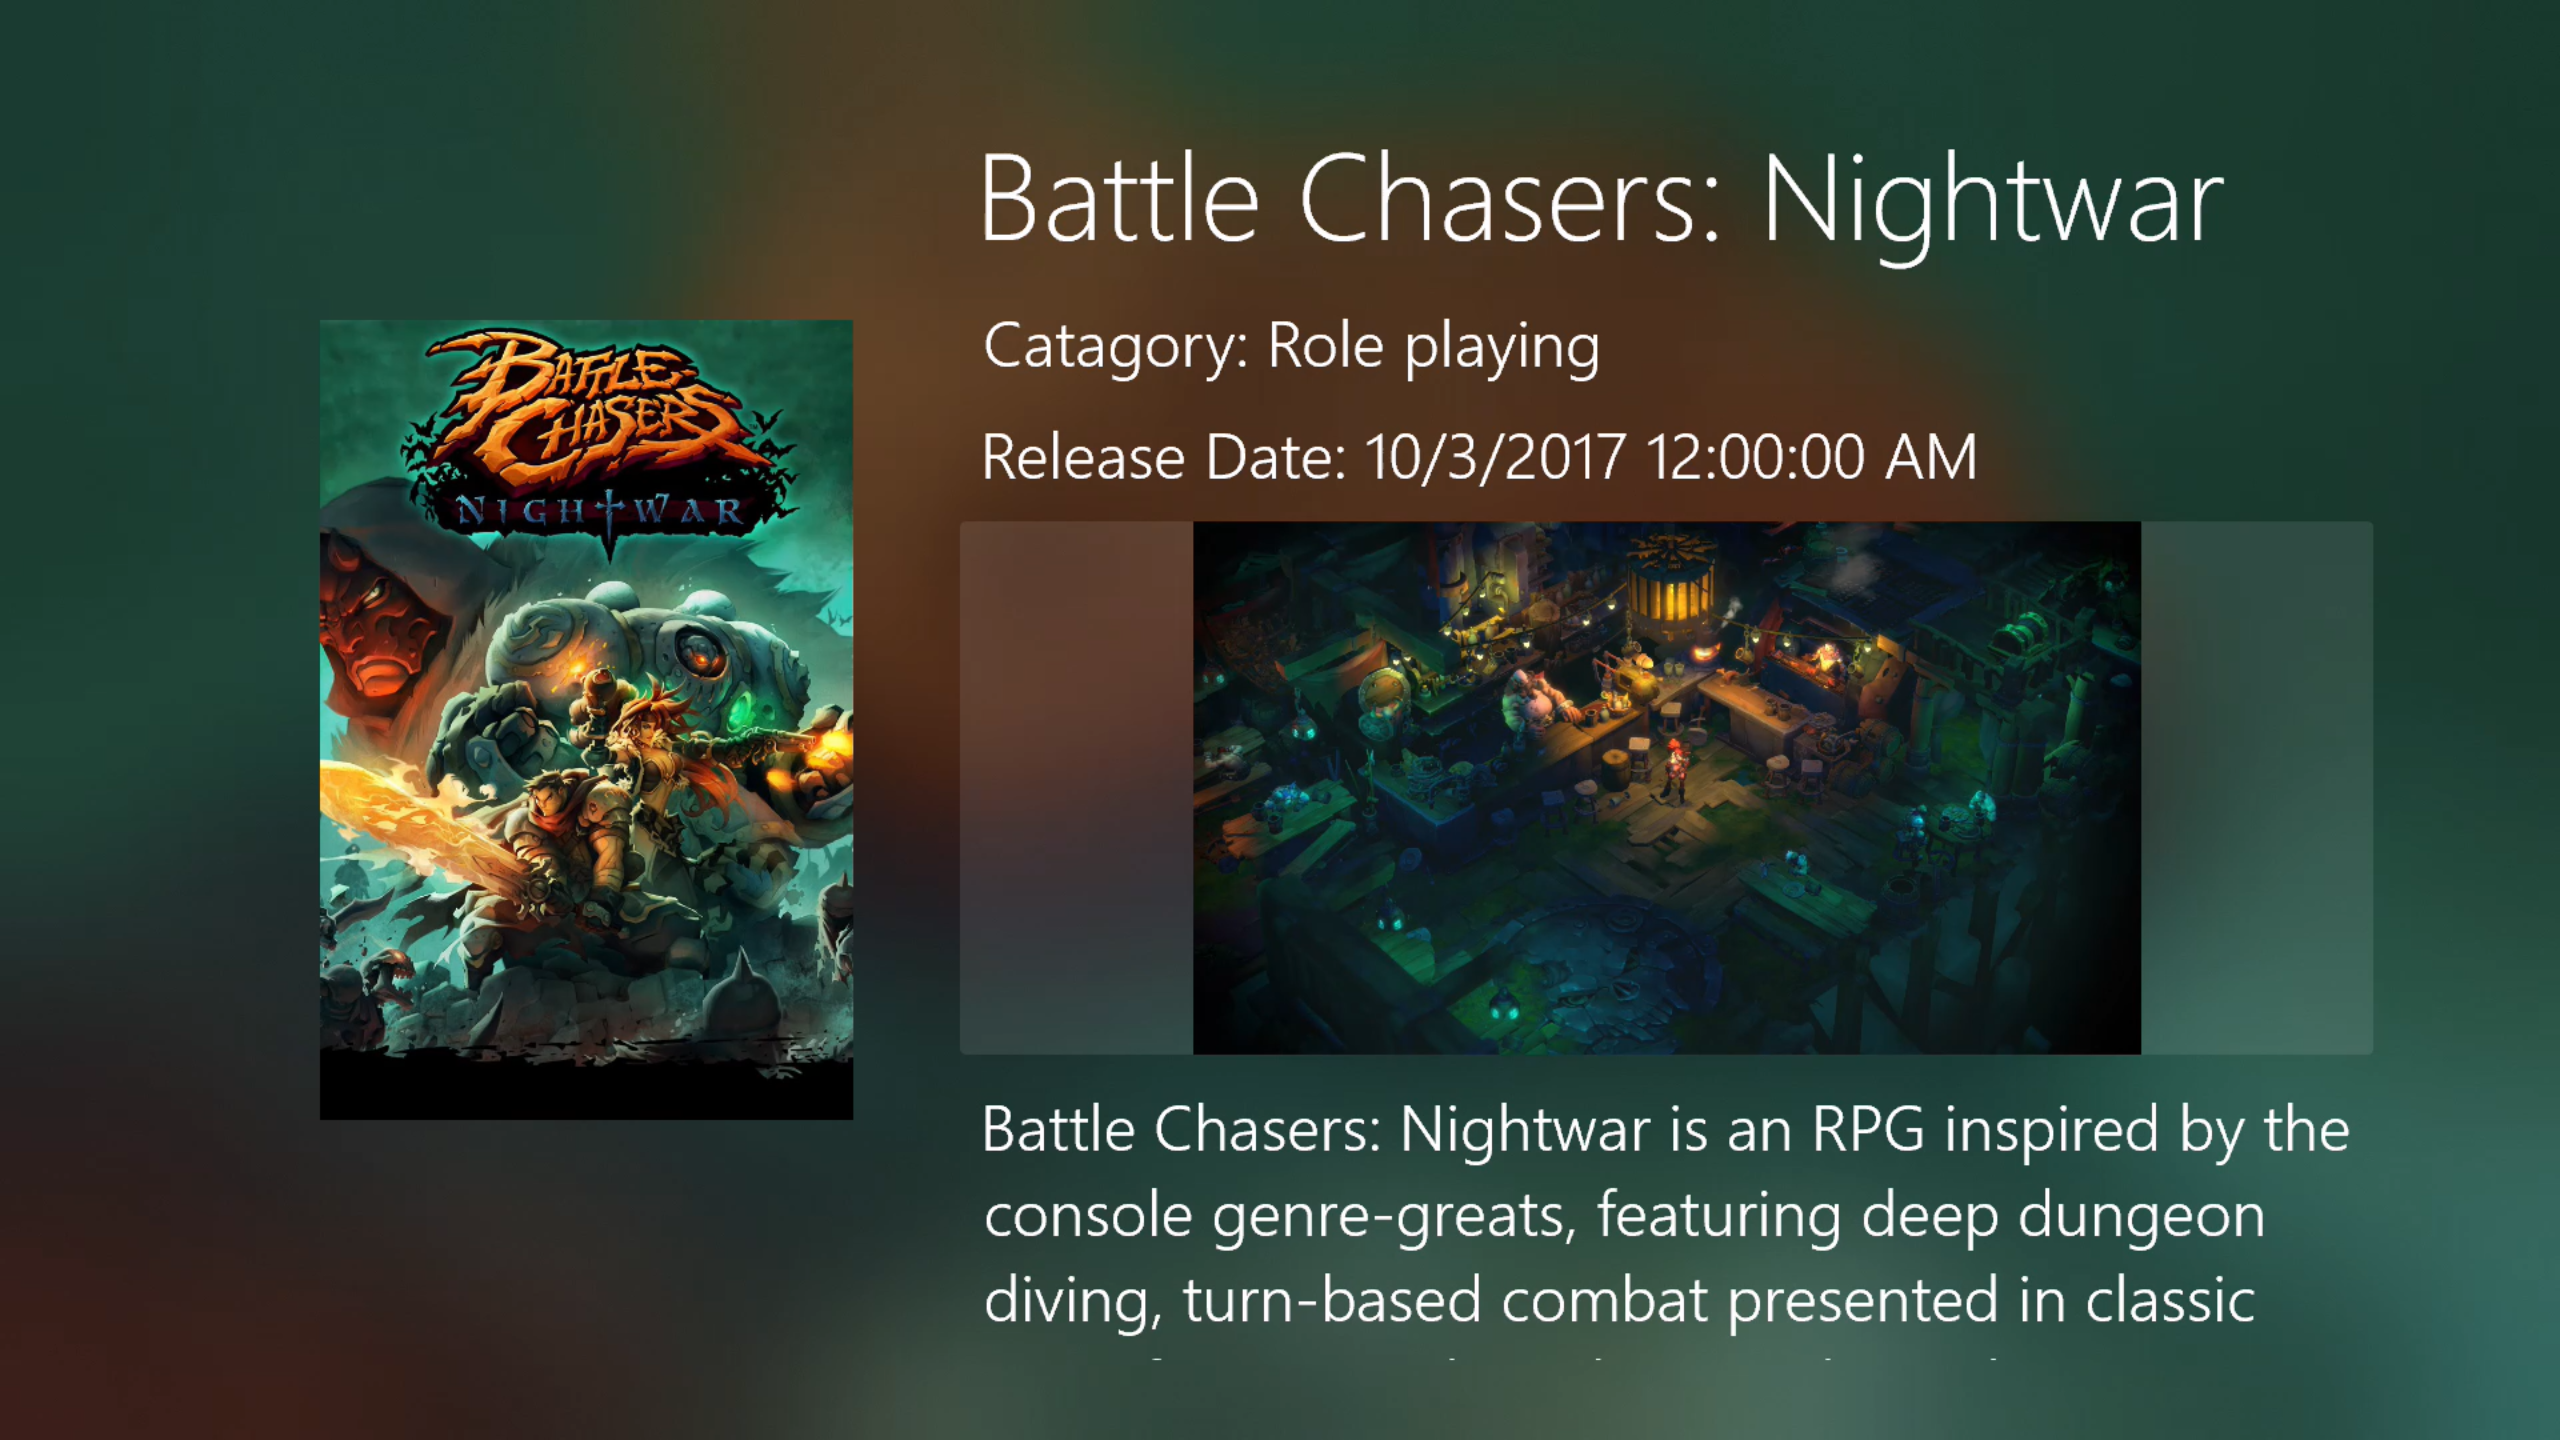 Battle Chasers: Nightwar
Catagory: Role playing
Release Date: 10/3/2017 12:00:00 AM
BATTLE
CHASERS
NIGHTWAR
Battle Chasers: Nightwar is an RPG inspired by the
console genre-greats, featuring deep dungeon
diving, turn-based combat presented in classic